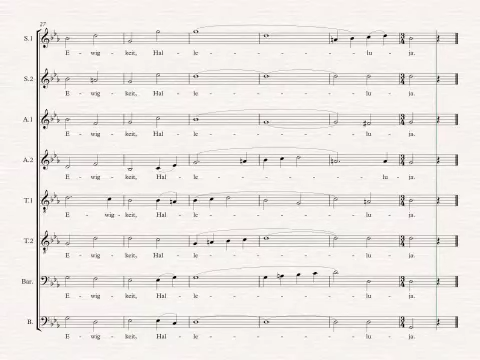 27
S.1
E - wig - keit, Hal - le - - - - - lu - ja.
S.2
E - wig - keit, Hal - le - - - - - lu - ja.
A.1
E - wig - keit, Hal - le - - - - - lu - ja.
A.2
E - wig - keit, Hal - le - - - - - lu - ja.
T.1
E - wig - keit, Hal - le - - - - - lu - ja.
T.2
E - wig - keit, Hal - le - - - - - lu - ja.
Bar.
E - wig - keit, Hal - le - - - - - lu - ja.
B.
E - wig - keit, Hal - le - - - - - lu - ja.